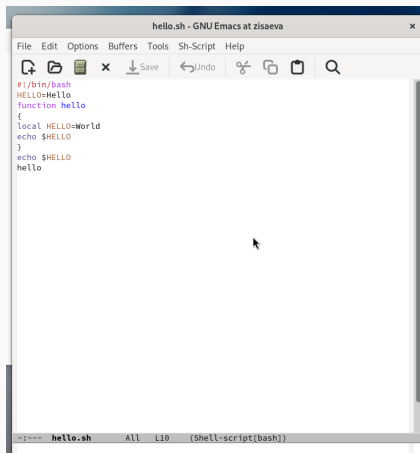 hello.sh - GNU Emacs at zisaeva ×
File Edit Options Buffers Tools Sh-Script Help
Save Undo
#!/bin/bash
HELLO=Hello
function hello
{
local HELLO=World
echo $HELLO
}
echo $HELLO
hello
-:--- hello.sh All L10 (Shell-script[bash])